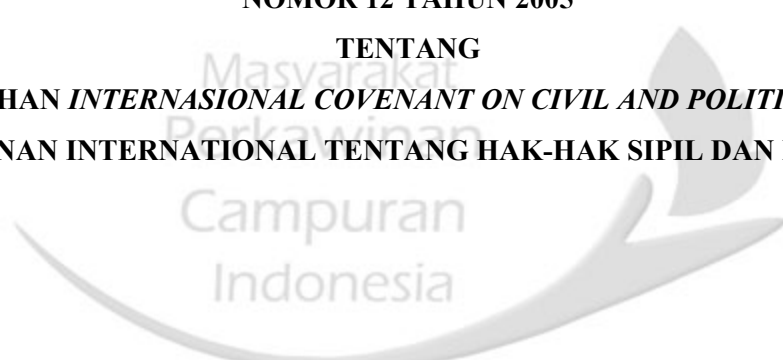 NOMOR 12 TAHUN 2005
TENTANG
Masyarakat
HAN INTERNASIONAL COVENANT ON CIVIL AND POLITI
Perkawinan
NAN INTERNATIONAL TENTANG HAK-HAK SIPIL DAN
Campuran
Indonesia